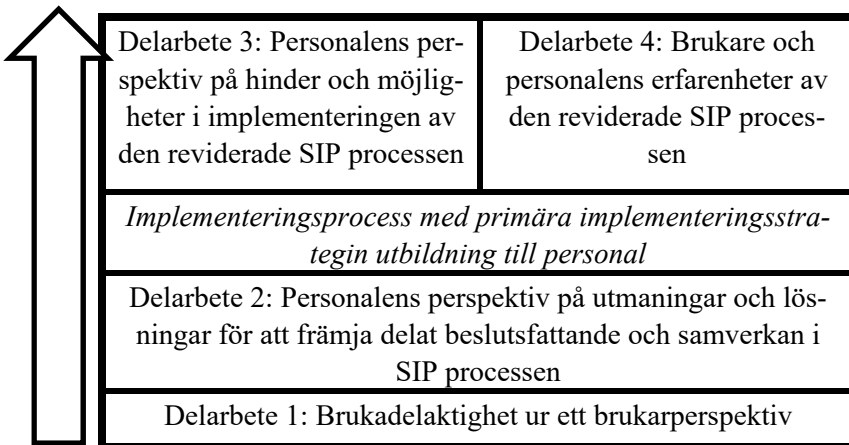 Delarbete 3: Personalens per-
spektiv på hinder och möjlig-
heter i implementeringen av
den reviderade SIP processen
Delarbete 4: Brukare och
personalens erfarenheter av
den reviderade SIP proces-
sen
Implementeringsprocess med primära implementeringsstra-
tegin utbildning till personal
Delarbete 2: Personalens perspektiv på utmaningar och lös-
ningar för att främja delat beslutsfattande och samverkan i
SIP processen
Delarbete 1: Brukadelaktighet ur ett brukarperspektiv